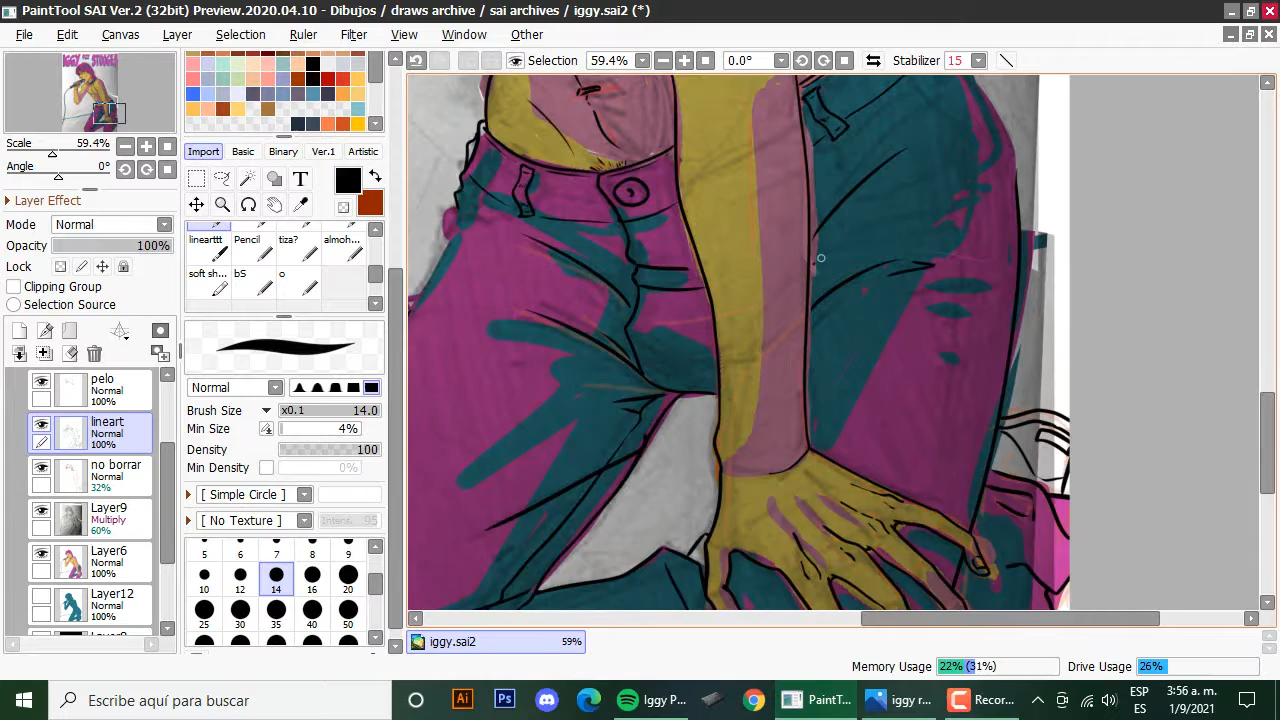 PaintTool SAI Ver.2 (32bit) Preview.2020.04.10 - Dibujos / draws archive / sai archives / iggy.sai2 (*)
File Edit Canvas Layer Selection Ruler Filter View Window Other
Selection 59.4% 0.0° Stabilizer 15
IGGY
Scale 59.4%
Angle 0°
Layer Effect
Mode Normal
Opacity 100%
Lock
Clipping Group
Selection Source
pelo
Normal
100%
lineart
Normal
100%
no borrar
Normal
32%
Layer9
Multiply
60%
Layer6
Normal
100%
Layer12
Normal
100%
Import Basic Binary Ver.1 Artistic
T
linearttt Pencil tiza? almoh...
soft sh... bS o
Normal
Brush Size x0.1 14.0
Min Size 4%
Density 100
Min Density 0%
[ Simple Circle ]
[ No Texture ] Intens. 95
5 6 7 8 9
10 12 14 16 20
25 30 35 40 50
iggy.sai2 59%
Memory Usage 22% (31%) Drive Usage 26%
Escribe aquí para buscar
Ai
Ps
Iggy P...
PaintT...
iggy r...
Recor...
ESP
ES
3:56 a. m.
1/9/2021